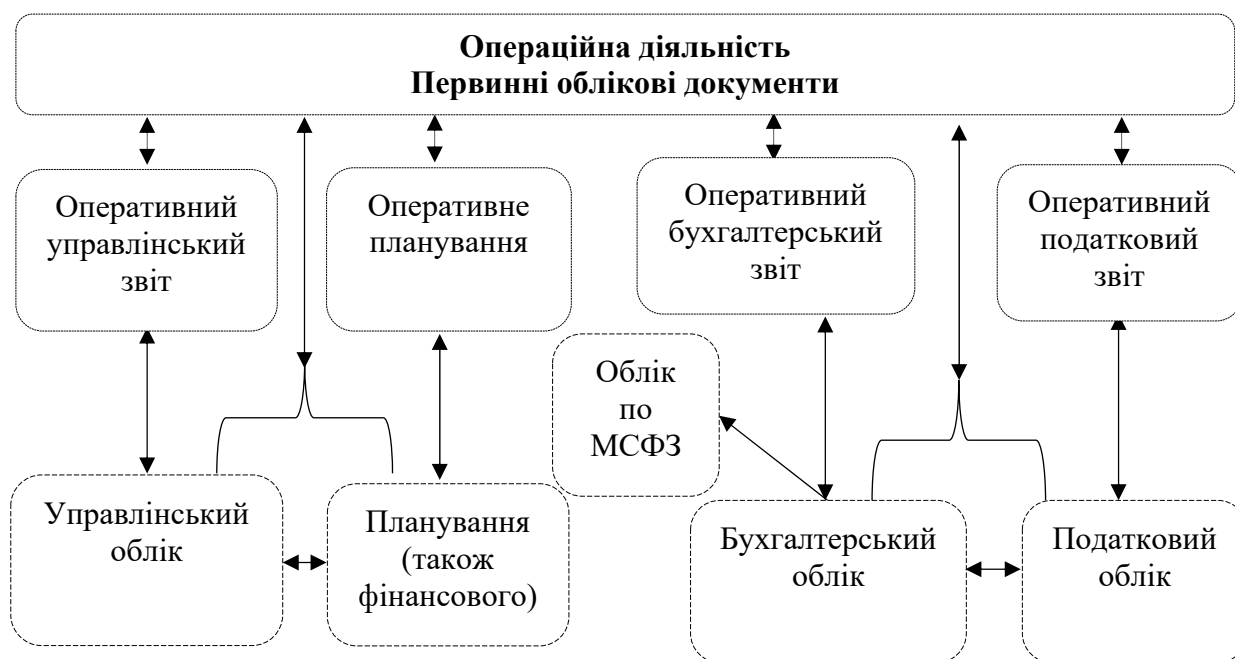 Операційна діяльність
Первинні облікові документи
Оперативний
управлінський
звіт
Оперативне
планування
Оперативний
бухгалтерський
звіт
Оперативний
податковий
звіт
Облік
по
МСФЗ
Управлінський
облік
Планування
(також
фінансового)
Бухгалтерський
облік
Податковий
облік